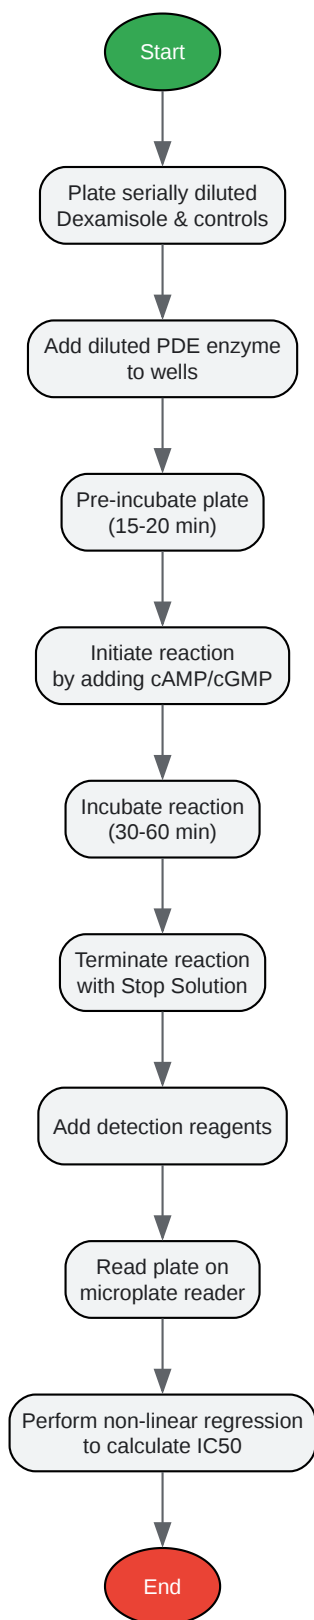 Start
Plate serially diluted
Dexamisole & controls
Add diluted PDE enzyme
to wells
Pre-incubate plate
(15-20 min)
Initiate reaction
by adding cAMP/cGMP
Incubate reaction
(30-60 min)
Terminate reaction
with Stop Solution
Add detection reagents
Read plate on
microplate reader
Perform non-linear regression
to calculate IC50
End